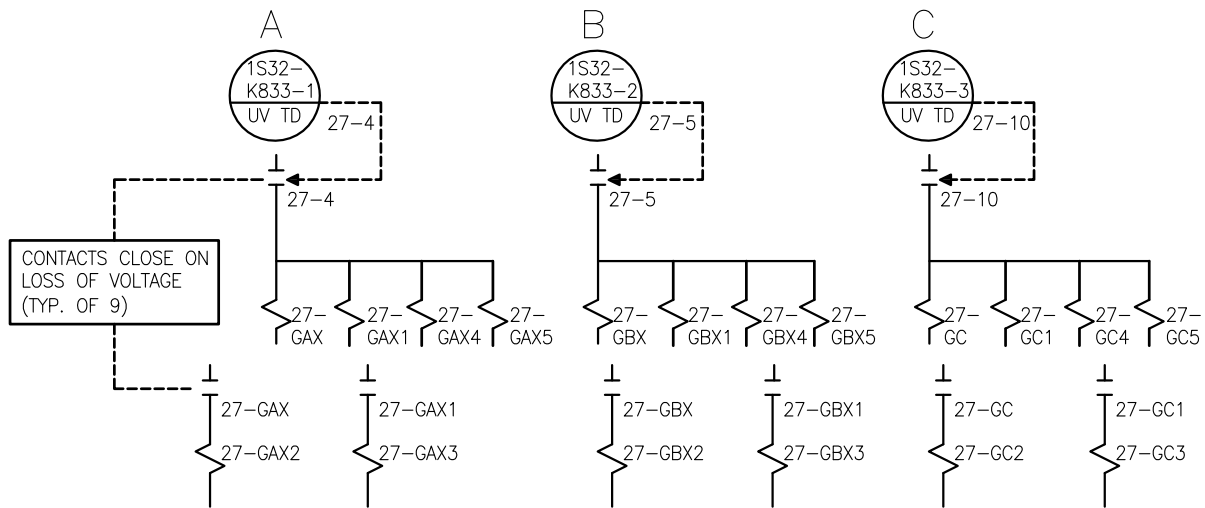 A
B
C
1S32-
K833-1
UV TD
27-4
1S32-
K833-2
UV TD
27-5
1S32-
K833-3
UV TD
27-10
27-4
27-5
27-10
CONTACTS CLOSE ON
LOSS OF VOLTAGE
(TYP. OF 9)
27-
GAX
27-
GAX1
27-
GAX4
27-
GAX5
27-
GBX
27-
GBX1
27-
GBX4
27-
GBX5
27-
GC
27-
GC1
27-
GC4
27-
GC5
27-GAX
27-GAX1
27-GBX
27-GBX1
27-GC
27-GC1
27-GAX2
27-GAX3
27-GBX2
27-GBX3
27-GC2
27-GC3